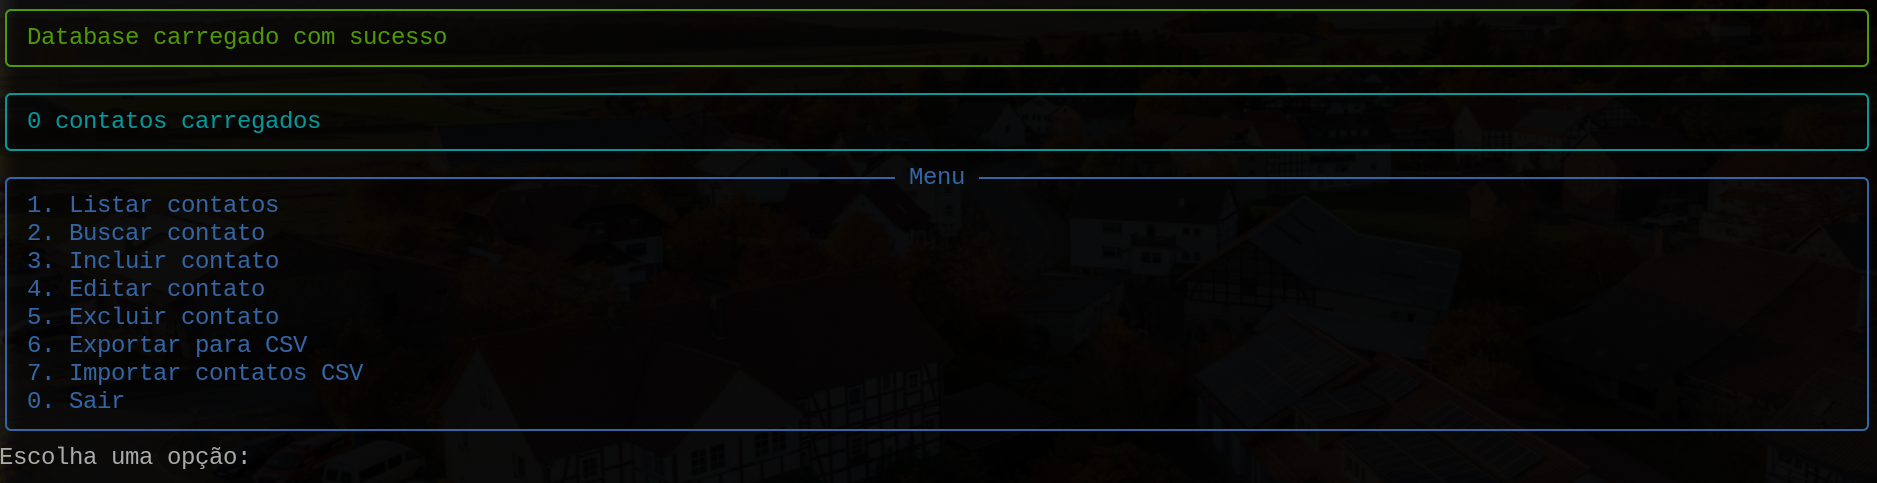 Database carregado com sucesso
0 contatos carregados
Menu
1. Listar contatos
2. Buscar contato
3. Incluir contato
4. Editar contato
5. Excluir contato
6. Exportar para CSV
7. Importar contatos CSV
0. Sair
Escolha uma opção: